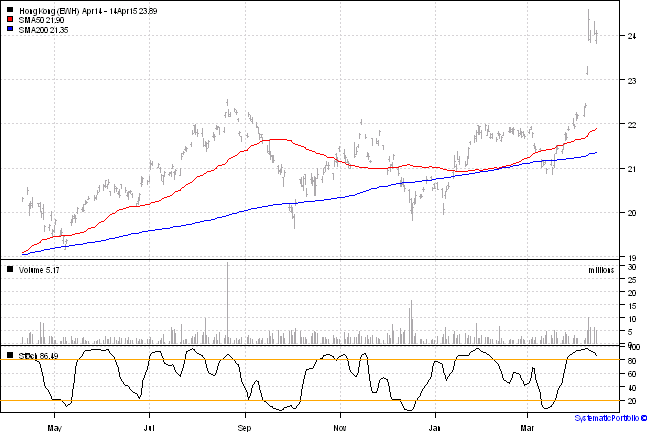 Hong Kong (EWH) Apr14 - 14Apr15 23.89
SMA50 21.90
SMA200 21.35
24
23
22
21
20
19
Volume 5.17
millions
30
25
20
15
10
5
0
86.49
100
80
60
40
20
May
Jul
Sep
Nov
Jan
Mar
SystematicPortfolio ©